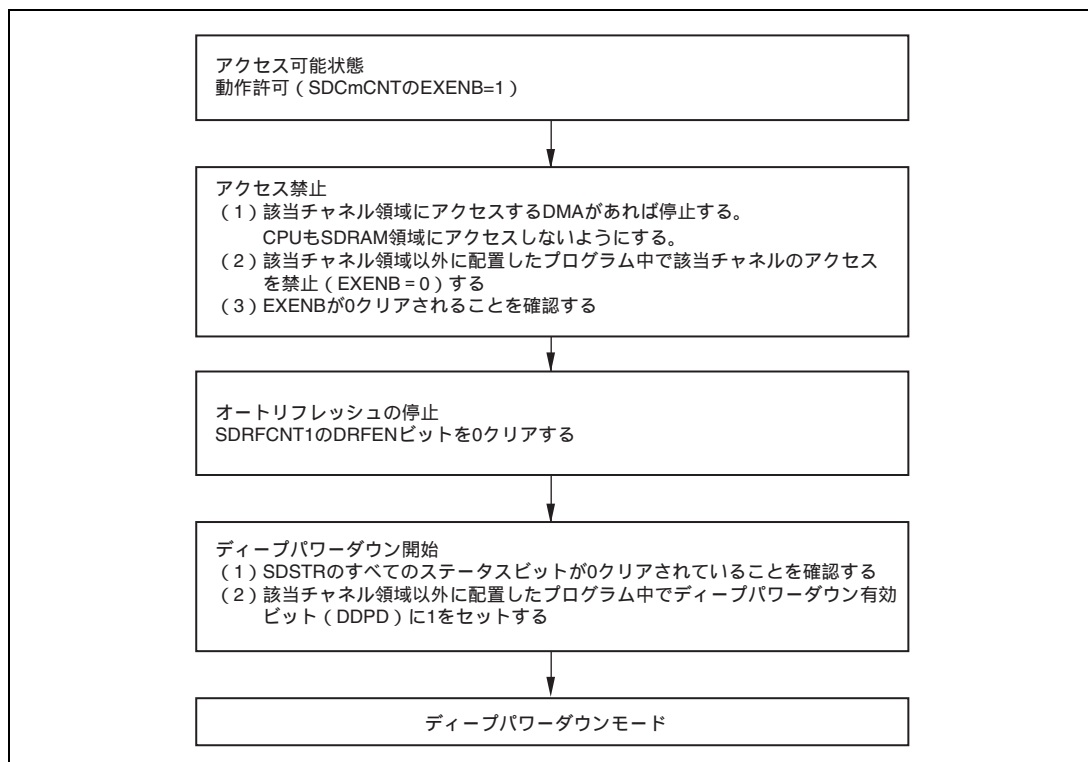 アクセス可能状態
動作許可（SDCmCNTのEXENB=1）
アクセス禁止
（1）該当チャネル領域にアクセスするDMAがあれば停止する。
CPUもSDRAM領域にアクセスしないようにする。
（2）該当チャネル領域以外に配置したプログラム中で該当チャネルのアクセス
を禁止（EXENB = 0）する
（3）EXENBが0クリアされることを確認する
オートリフレッシュの停止
SDRFCNT1のDRFENビットを0クリアする
ディープパワーダウン開始
（1）SDSTRのすべてのステータスビットが0クリアされていることを確認する
（2）該当チャネル領域以外に配置したプログラム中でディープパワーダウン有効
ビット（DDPD）に1をセットする
ディープパワーダウンモード